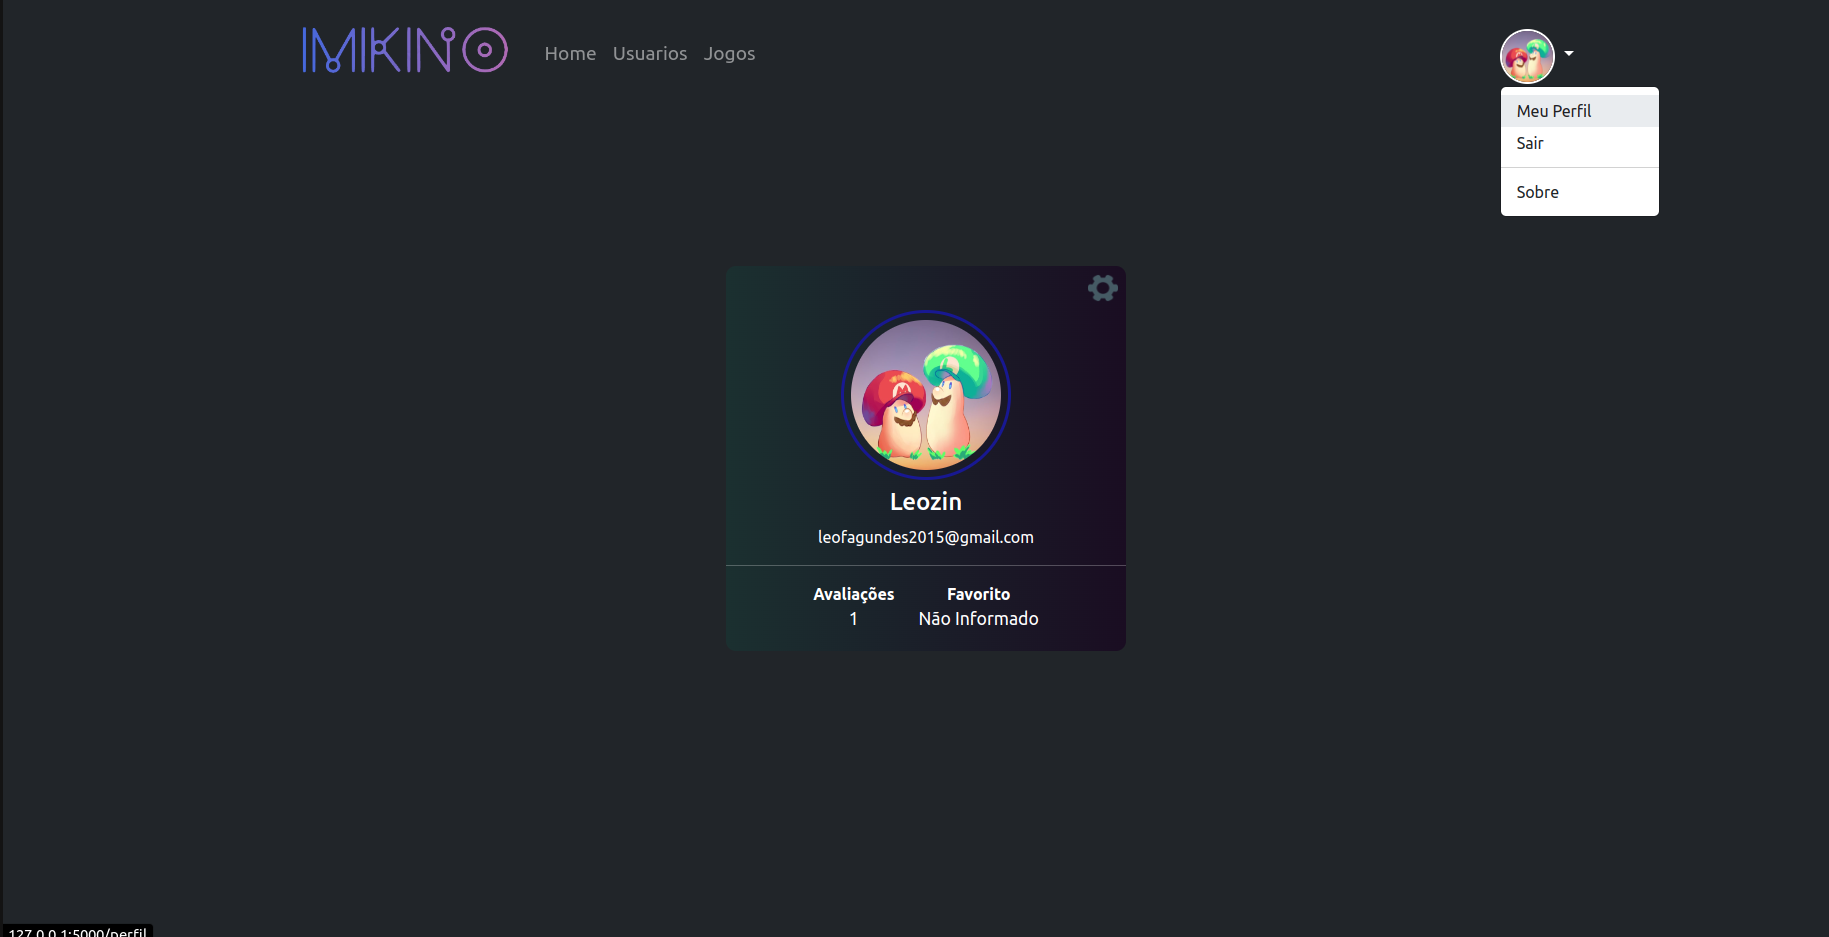 IMIKINO
Home Usuarios Jogos
Meu Perfil
Sair
Sobre
Leozin
leofagundes2015@gmail.com
Avaliações Favorito
1 Não Informado
127.0.0.1:5000/perfil